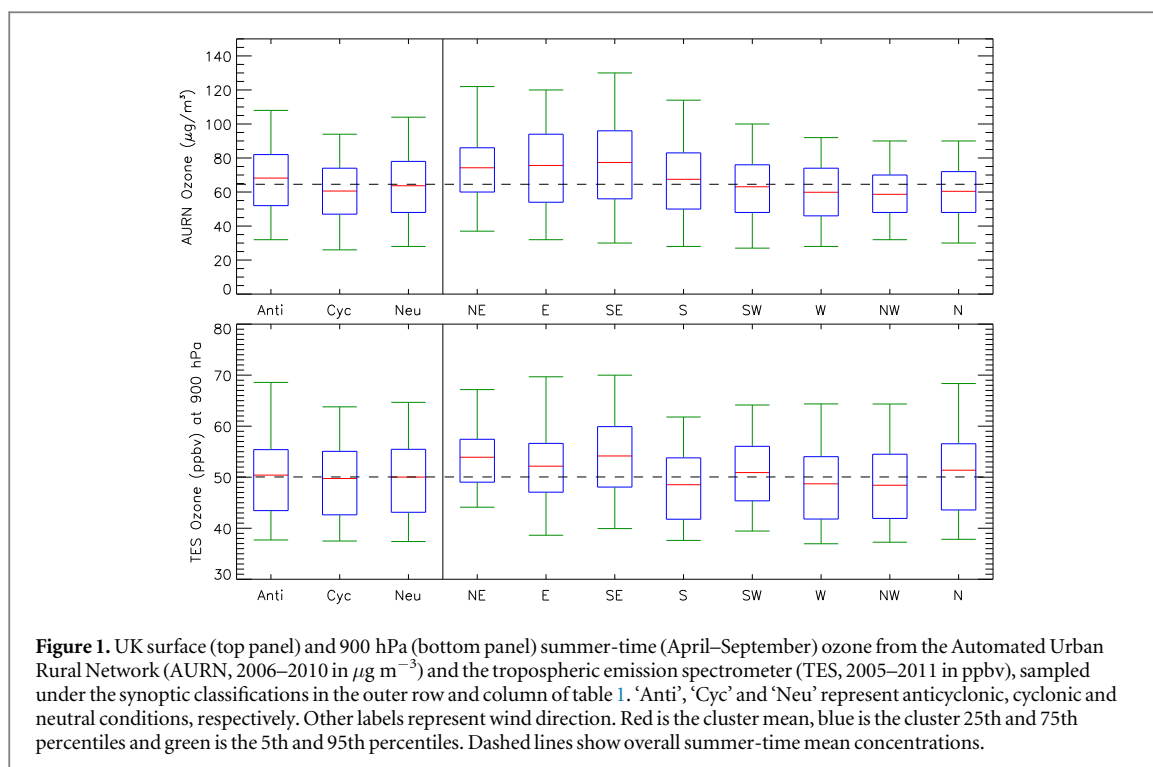 140
120
100
80
60
40
20
0
AURN Ozone (μg/m³)
Anti Cyc Neu NE E SE S SW W NW N
80
70
60
50
40
30
TES Ozone (ppbv) at 900 hPa
Anti Cyc Neu NE E SE S SW W NW N
Figure 1. UK surface (top panel) and 900 hPa (bottom panel) summer-time (April–September) ozone from the Automated Urban
Rural Network (AURN, 2006–2010 in μg m⁻³) and the tropospheric emission spectrometer (TES, 2005–2011 in ppbv), sampled
under the synoptic classifications in the outer row and column of table 1. ‘Anti’, ‘Cyc’ and ‘Neu’ represent anticyclonic, cyclonic and
neutral conditions, respectively. Other labels represent wind direction. Red is the cluster mean, blue is the cluster 25th and 75th
percentiles and green is the 5th and 95th percentiles. Dashed lines show overall summer-time mean concentrations.